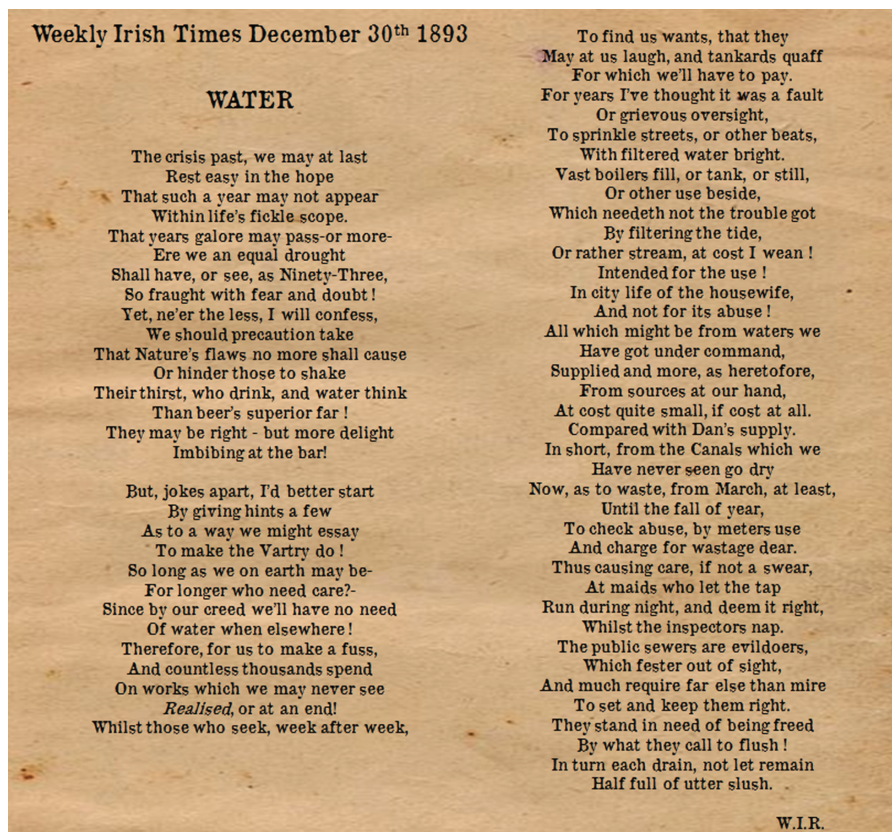 Weekly Irish Times December 30th 1893
WATER
The crisis past, we may at last
Rest easy in the hope
That such a year may not appear
Within life's fickle scope.
That years galore may pass-or more-
Ere we an equal drought
Shall have, or see, as Ninety-Three,
So fraught with fear and doubt !
Yet, ne'er the less, I will confess,
We should precaution take
That Nature's flaws no more shall cause
Or hinder those to shake
Their thirst, who drink, and water think
Than beer's superior far !
They may be right - but more delight
Imbibing at the bar!
But, jokes apart, I'd better start
By giving hints a few
As to a way we might essay
To make the Vartry do !
So long as we on earth may be-
For longer who need care?-
Since by our creed we'll have no need
Of water when elsewhere !
Therefore, for us to make a fuss,
And countless thousands spend
On works which we may never see
Realised, or at an end!
Whilst those who seek, week after week,
To find us wants, that they
May at us laugh, and tankards quaff
For which we'll have to pay.
For years I've thought it was a fault
Or grievous oversight,
To sprinkle streets, or other beats,
With filtered water bright.
Vast boilers fill, or tank, or still,
Or other use beside,
Which needeth not the trouble got
By filtering the tide,
Or rather stream, at cost I wean !
Intended for the use !
In city life of the housewife,
And not for its abuse !
All which might be from waters we
Have got under command,
Supplied and more, as heretofore,
From sources at our hand,
At cost quite small, if cost at all.
Compared with Dan's supply.
In short, from the Canals which we
Have never seen go dry
Now, as to waste, from March, at least,
Until the fall of year,
To check abuse, by meters use
And charge for wastage dear.
Thus causing care, if not a swear,
At maids who let the tap
Run during night, and deem it right,
Whilst the inspectors nap.
The public sewers are evildoers,
Which fester out of sight,
And much require far else than mire
To set and keep them right.
They stand in need of being freed
By what they call to flush !
In turn each drain, not let remain
Half full of utter slush.
W.I.R.